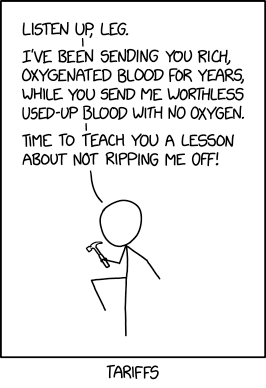 LISTEN UP, LEG.
I'VE BEEN SENDING YOU RICH,
OXYGENATED BLOOD FOR YEARS,
WHILE YOU SEND ME WORTHLESS
USED-UP BLOOD WITH NO OXYGEN.
TIME TO TEACH YOU A LESSON
ABOUT NOT RIPPING ME OFF!
TARIFFS